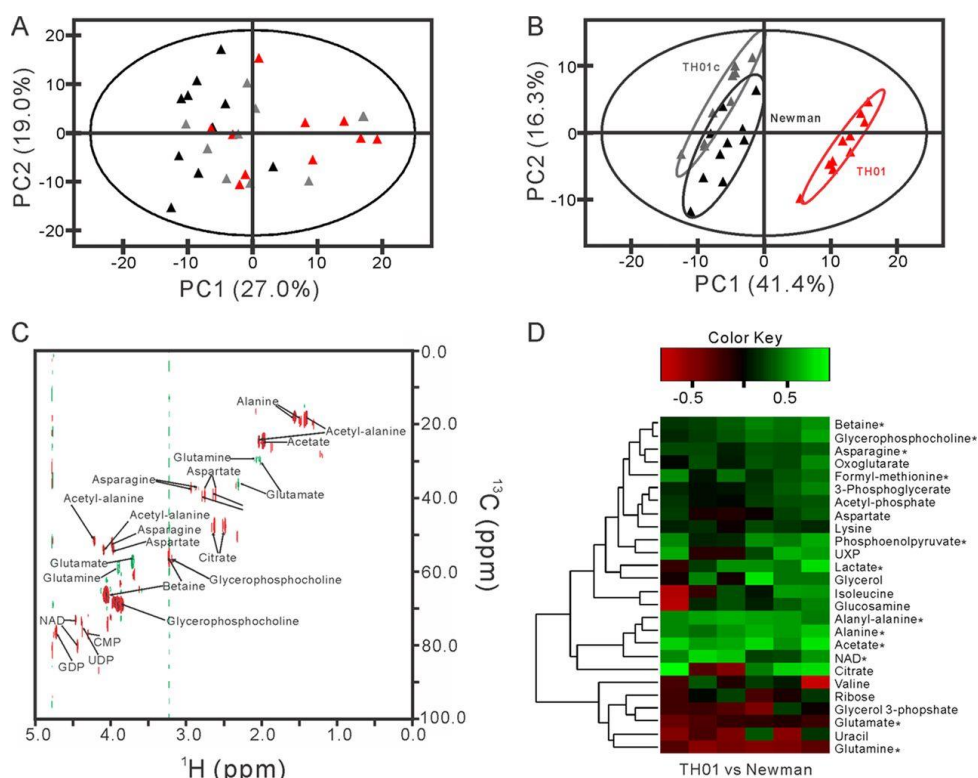 A
20
10
0
-10
-20
PC2 (19.0%)
-20
-10
0
10
20
PC1 (27.0%)
B
10
0
-10
PC2 (16.3%)
TH01c
Newman
TH01
-20
-10
0
10
20
PC1 (41.4%)
C
0.0
20.0
40.0
60.0
80.0
100.0
13C (ppm)
Alanine
Acetyl-alanine
Acetate
Glutamine
Aspartate
Asparagine
Glutamate
Acetyl-alanine
Acetyl-alanine
Asparagine
Aspartate
Citrate
Glutamate
Glutamine
Betaine
Glycerophosphocholine
Glycerophosphocholine
NAD
CMP
UDP
GDP
5.0
4.0
3.0
2.0
1.0
0.0
1H (ppm)
D
Color Key
-0.5
0.5
Betaine*
Glycerophosphocholine*
Asparagine*
Oxoglutarate
Formyl-methionine*
3-Phosphoglycerate
Acetyl-phosphate
Aspartate
Lysine
Phosphoenolpyruvate*
UXP
Lactate*
Glycerol
Isoleucine
Glucosamine
Alanyl-alanine*
Alanine*
Acetate*
NAD*
Citrate
Valine
Ribose
Glycerol 3-phopshate
Glutamate*
Uracil
Glutamine*
TH01 vs Newman